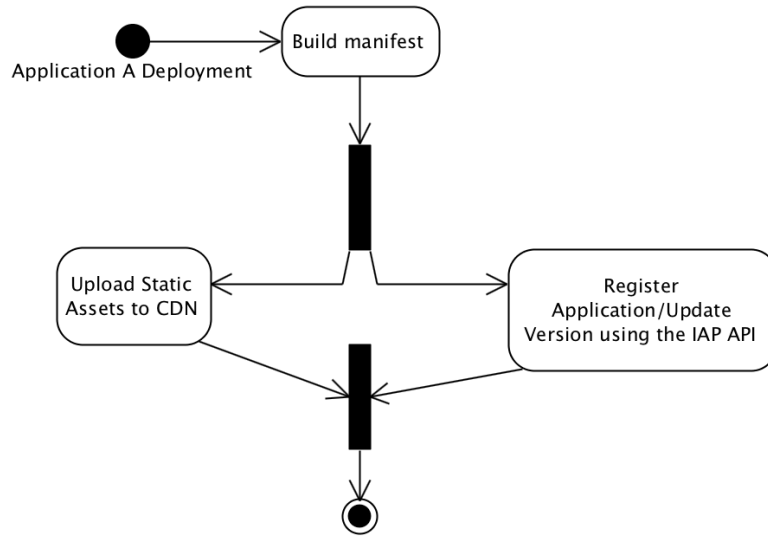 Build manifest
Application A Deployment
Upload Static
Assets to CDN
Register
Application/Update
Version using the IAP API